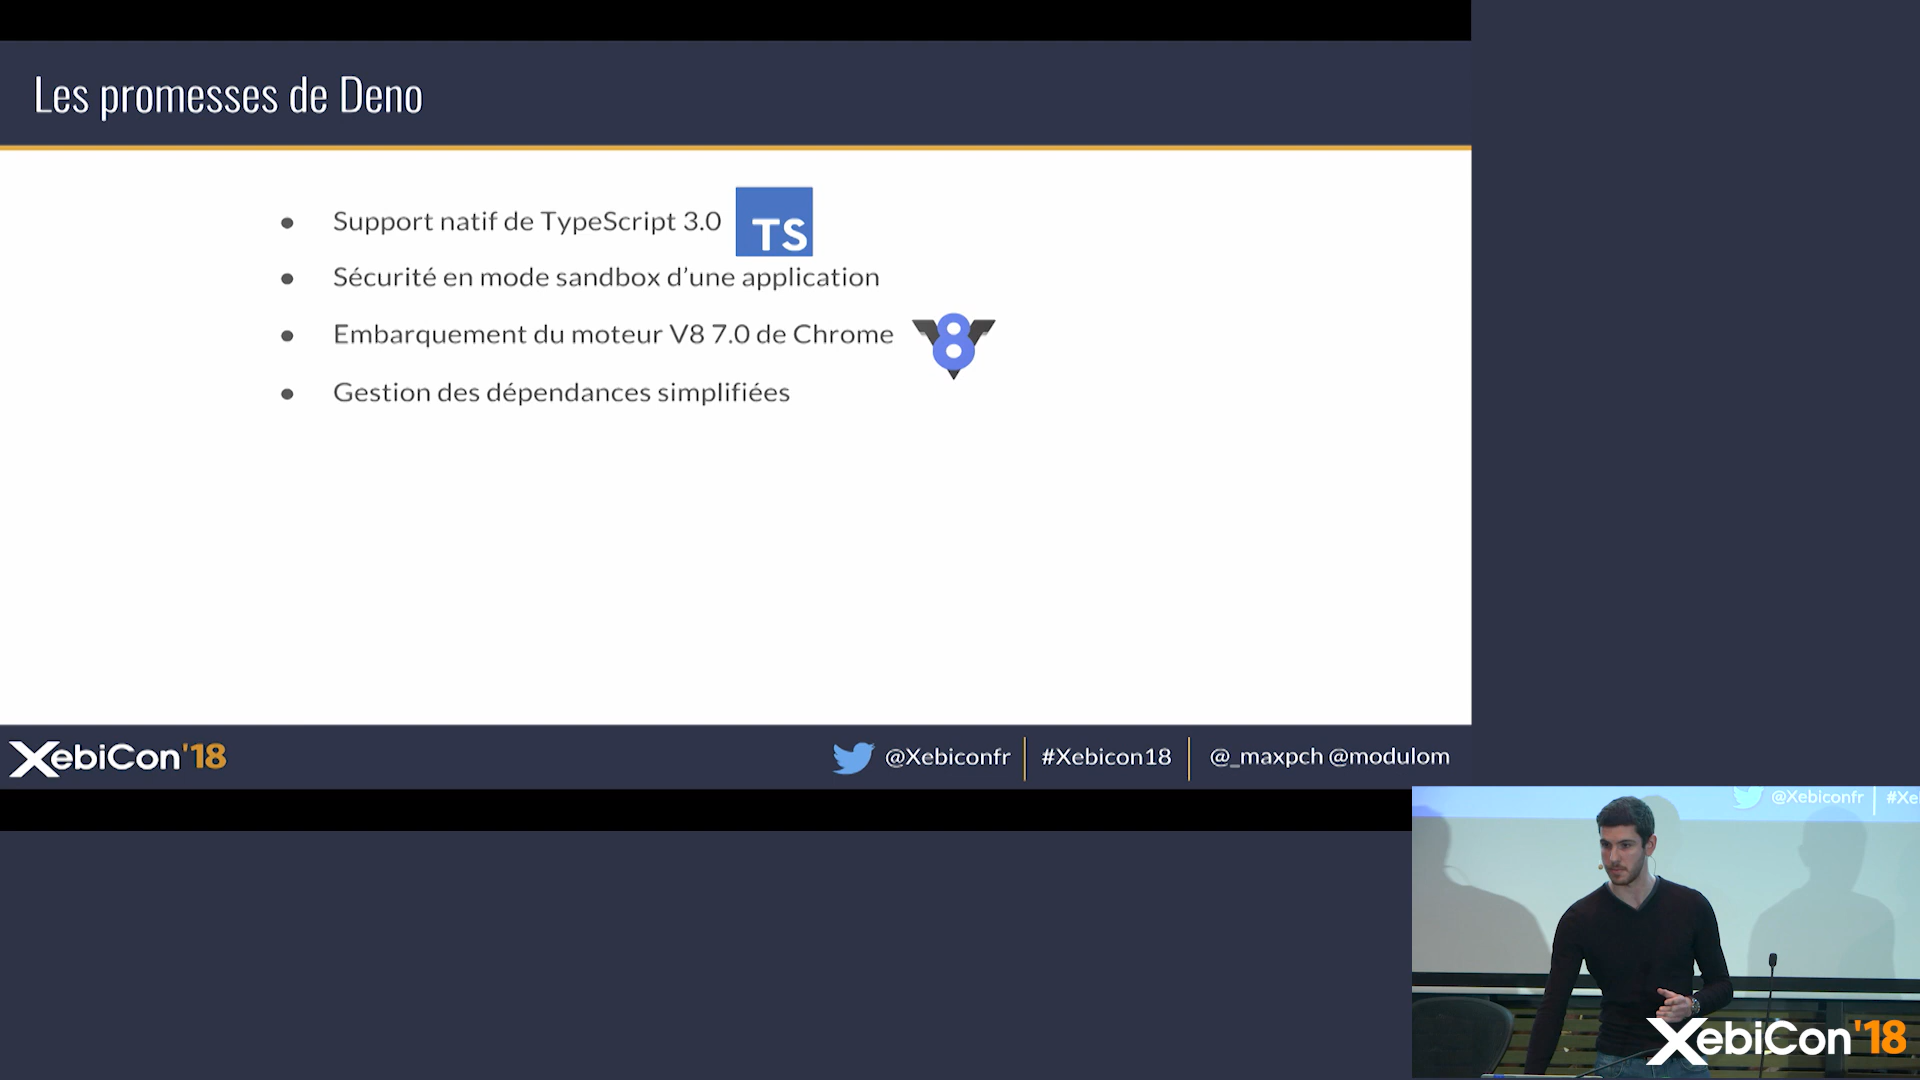 Les promesses de Deno
● Support natif de TypeScript 3.0
TS
● Sécurité en mode sandbox d’une application
● Embarquement du moteur V8 7.0 de Chrome
8
● Gestion des dépendances simplifiées
XebiCon'18
@Xebiconfr
#Xebicon18
@_maxpch @modulom
@Xebiconfr
#Xe
XebiCon'18